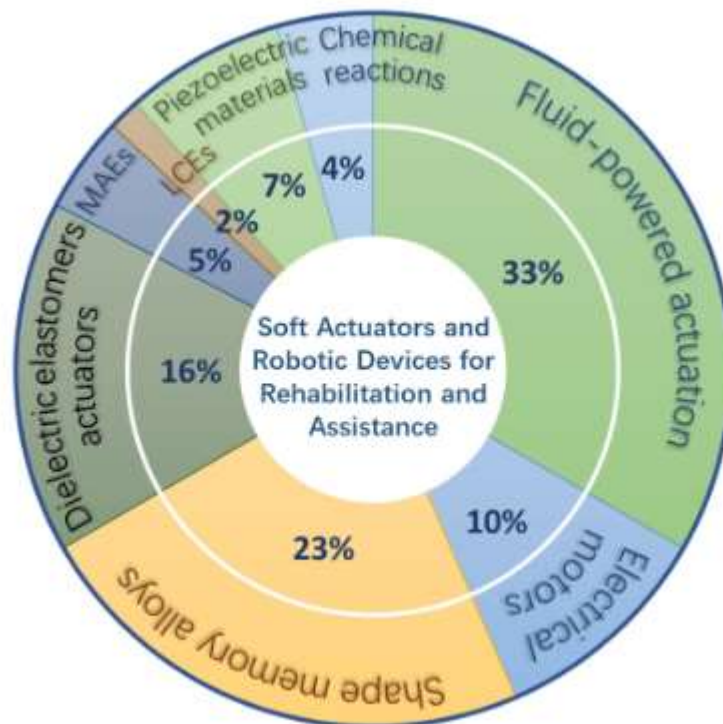 Soft Actuators and
Robotic Devices for
Rehabilitation and
Assistance
Fluid-powered actuation
33%
Electrical
motors
10%
Shape memory alloys
23%
Dielectric elastomers
actuators
16%
MAEs
5%
LCEs
2%
Piezoelectric
materials
7%
Chemical
reactions
4%